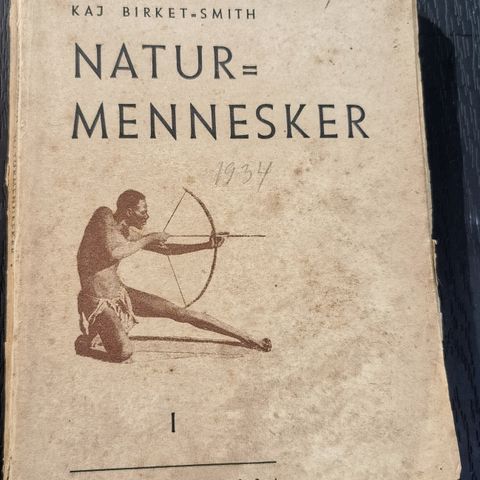 KAJ BIRKET=SMITH
NATUR=
MENNESKER
1934
I